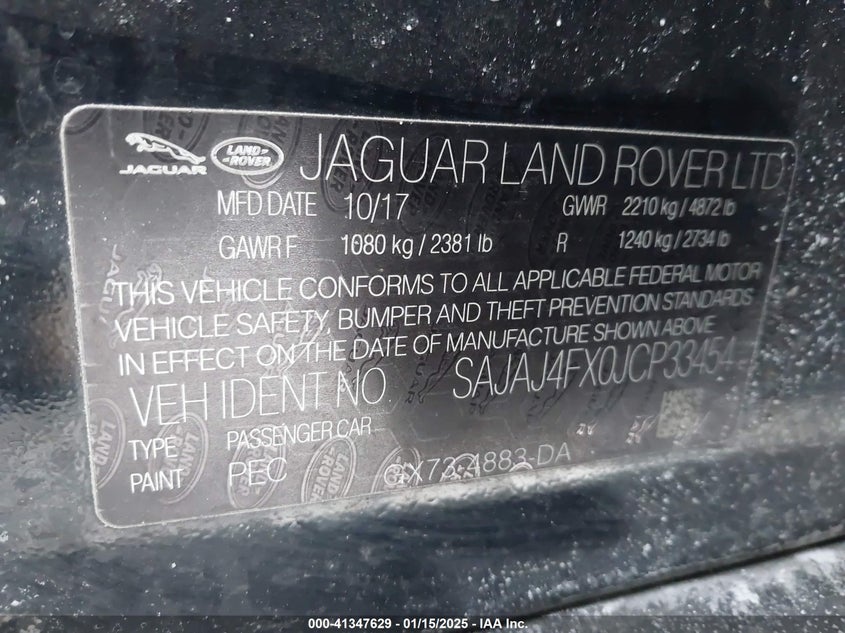 JAGUAR LAND ROVER JAGUAR LAND ROVER LTD
MFD DATE 10/17 GVWR 2210 kg / 4872 lb
GAWR F 1080 kg / 2381 lb R 1240 kg / 2734 lb
THIS VEHICLE CONFORMS TO ALL APPLICABLE FEDERAL MOTOR
VEHICLE SAFETY, BUMPER AND THEFT PREVENTION STANDARDS
IN EFFECT ON THE DATE OF MANUFACTURE SHOWN ABOVE
VEH IDENT NO SAJAJ4FX0JCP33454
TYPE PASSENGER CAR
PAINT PEC GX73-4883-DA
000-41347629 - 01/15/2025 - IAA Inc.